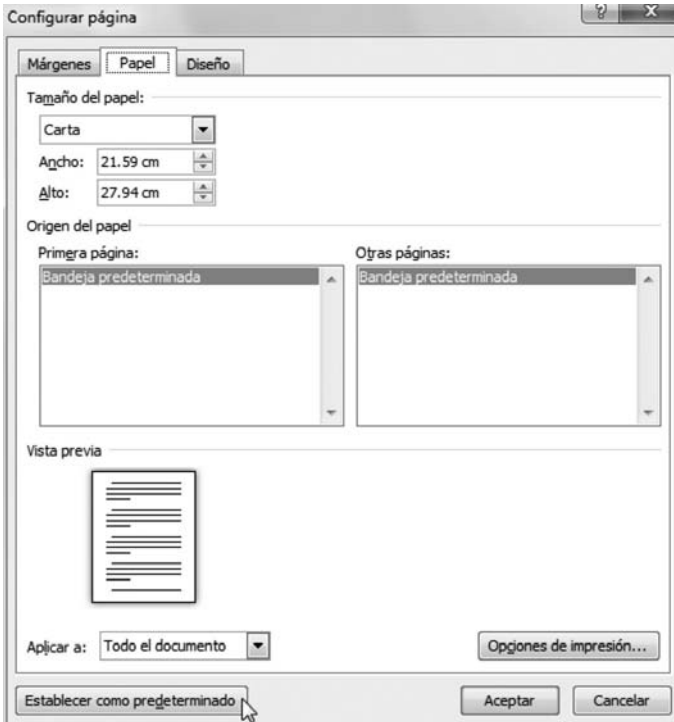 Configurar página
?
X
Márgenes Papel Diseño
Tamaño del papel:
Carta
Ancho: 21.59 cm
Alto: 27.94 cm
Origen del papel
Primera página: Otras páginas:
Bandeja predeterminada Bandeja predeterminada
Vista previa
Aplicar a: Todo el documento Opciones de impresión...
Establecer como predeterminado Aceptar Cancelar